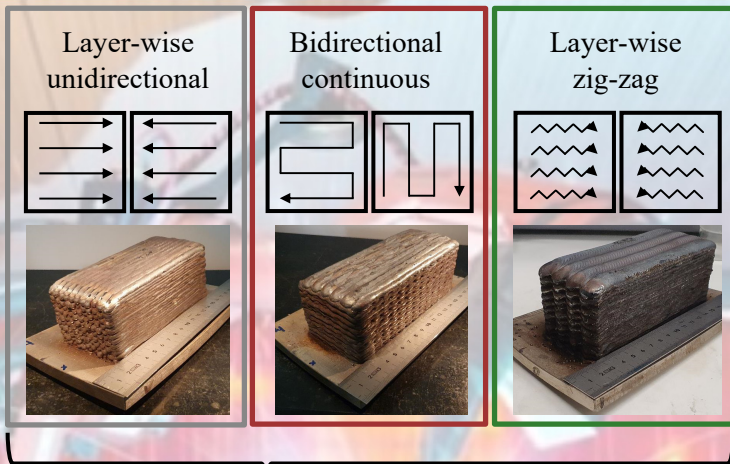 Layer-wise
unidirectional
Bidirectional
continuous
Layer-wise
zig-zag